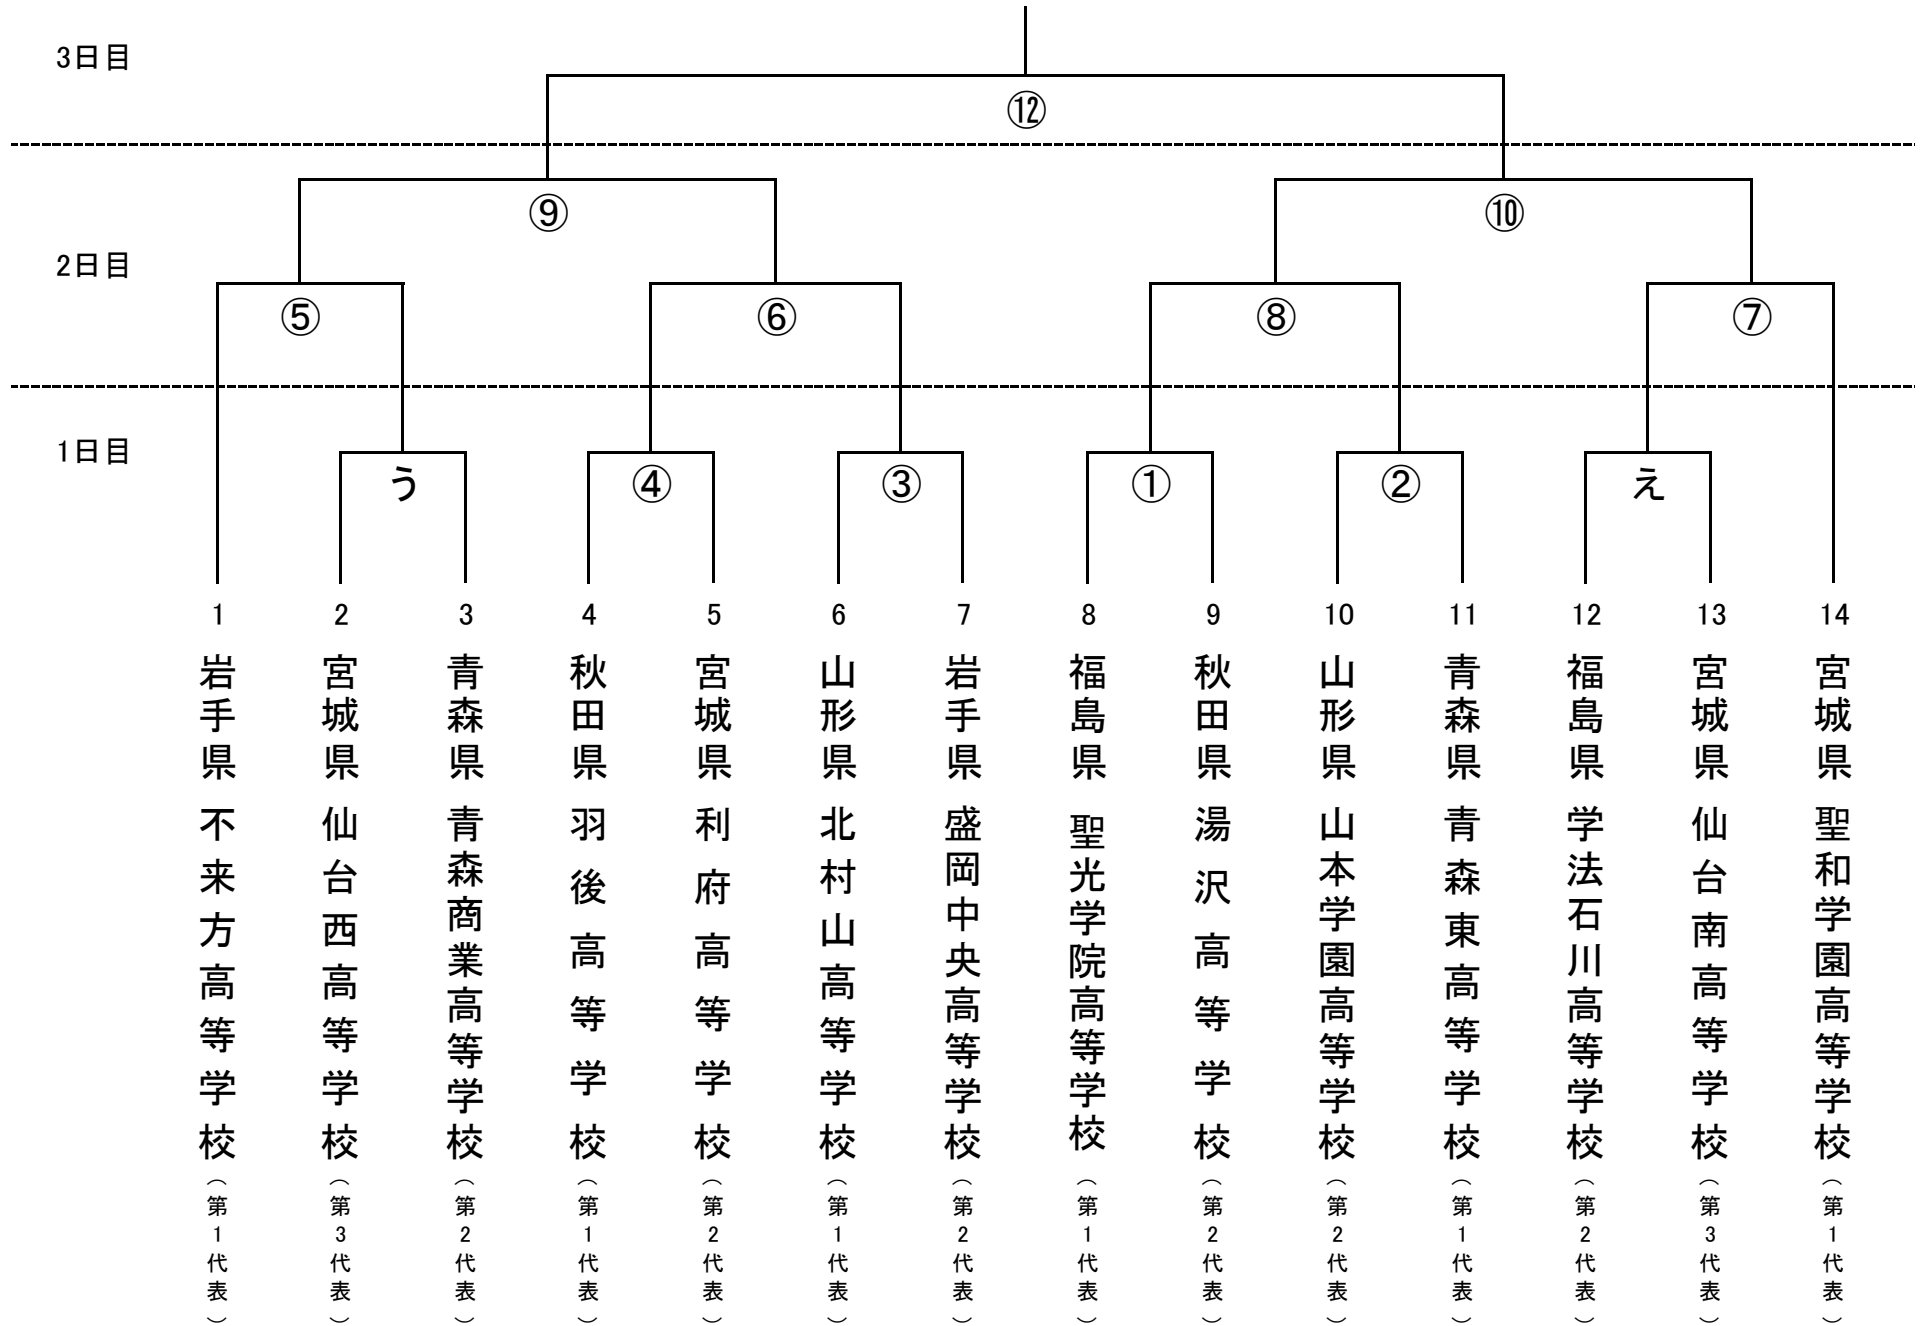 3日目
⑫
⑨
⑩
2日目
⑤
⑥
⑧
⑦
1日目
う
④
③
①
②
え
1
2
3
4
5
6
7
8
9
10
11
12
13
14
岩手県 不来方高等学校（第1代表）
宮城県 仙台西高等学校（第3代表）
青森県 青森商業高等学校（第2代表）
秋田県 羽後高等学校（第1代表）
宮城県 利府高等学校（第2代表）
山形県 北村山高等学校（第1代表）
岩手県 盛岡中央高等学校（第2代表）
福島県 聖光学院高等学校（第1代表）
秋田県 湯沢高等学校（第2代表）
山形県 山本学園高等学校（第2代表）
青森県 青森東高等学校（第1代表）
福島県 学法石川高等学校（第2代表）
宮城県 仙台南高等学校（第3代表）
宮城県 聖和学園高等学校（第1代表）